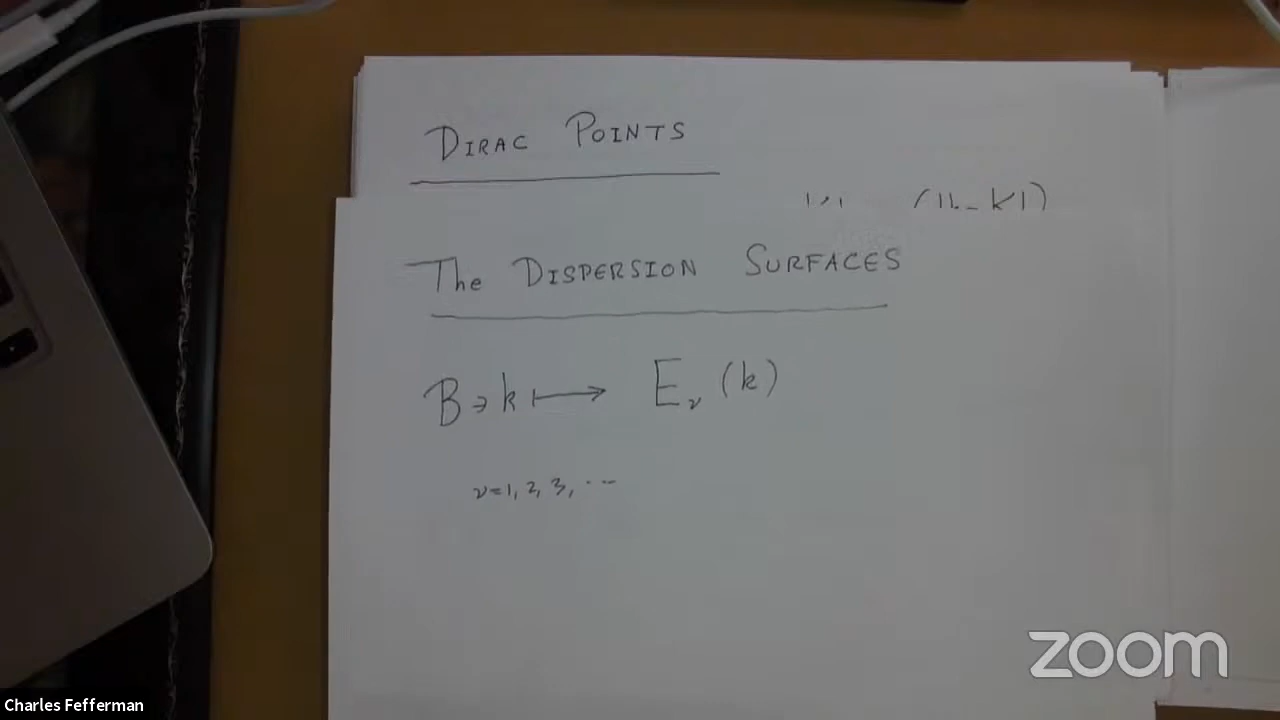 DIRAC POINTS
The DISPERSION SURFACES
B ∋ k ⟼ E_ν (k)
ν = 1, 2, 3, ...
zoom
Charles Fefferman